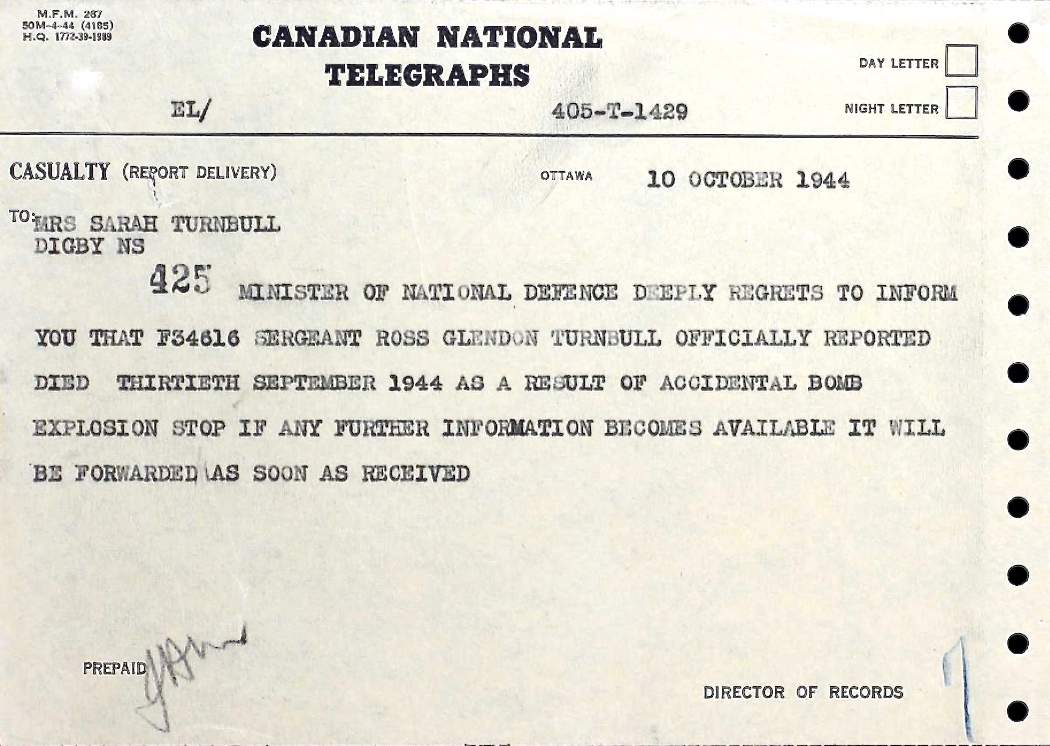 M.F.M. 267
50M-4-44 (4185)
H.Q. 1772-39-1989
CANADIAN NATIONAL
TELEGRAPHS
DAY LETTER
EL/
405-T-1429
NIGHT LETTER
CASUALTY (REPORT DELIVERY)
OTTAWA 10 OCTOBER 1944
TO: MRS SARAH TURNBULL
DIGBY NS
425 MINISTER OF NATIONAL DEFENCE DEEPLY REGRETS TO INFORM
YOU THAT F34616 SERGEANT ROSS GLENDON TURNBULL OFFICIALLY REPORTED
DIED THIRTIETH SEPTEMBER 1944 AS A RESULT OF ACCIDENTAL BOMB
EXPLOSION STOP IF ANY FURTHER INFORMATION BECOMES AVAILABLE IT WILL
BE FORWARDED AS SOON AS RECEIVED
PREPAID
DIRECTOR OF RECORDS
7